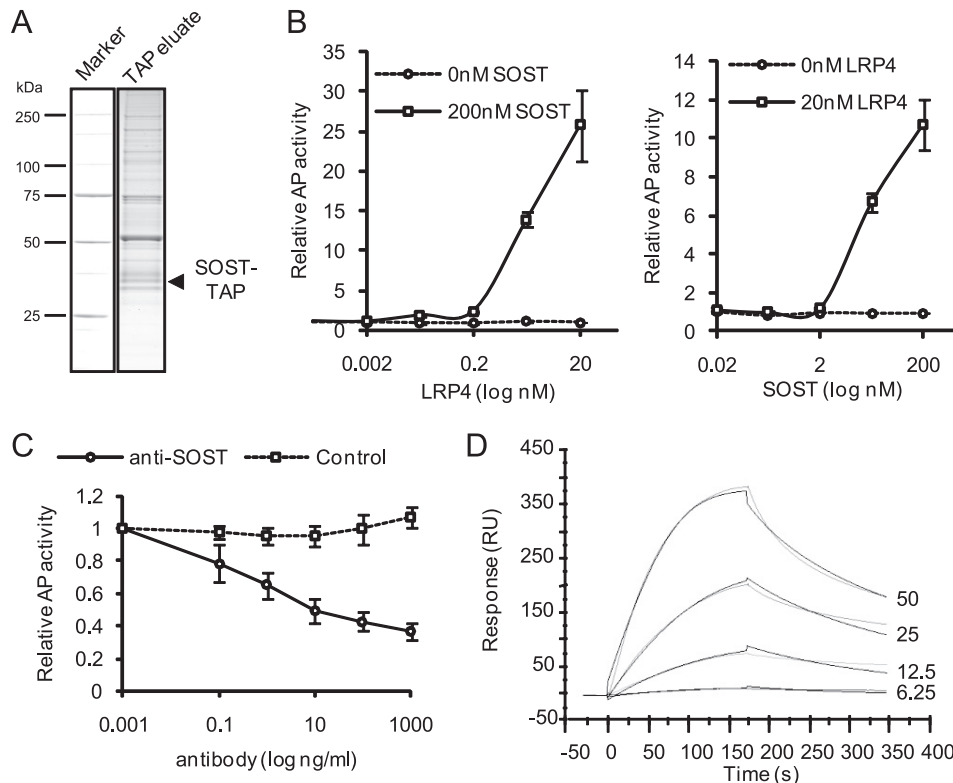 A
Marker
TAP eluate
kDa
250
100
75
50
25
SOST-
TAP
B
35
30
25
20
15
10
5
0
Relative AP activity
0nM SOST
200nM SOST
0.002
0.2
20
LRP4 (log nM)
14
12
10
8
6
4
2
0
Relative AP activity
0nM LRP4
20nM LRP4
0.02
2
200
SOST (log nM)
C
anti-SOST
Control
1.2
1
0.8
0.6
0.4
0.2
0
Relative AP activity
0.001
0.1
10
1000
antibody (log ng/ml)
D
450
350
250
150
50
-50
Response (RU)
50
25
12.5
6.25
-50
0
50
100
150
200
250
300
350
400
Time (s)